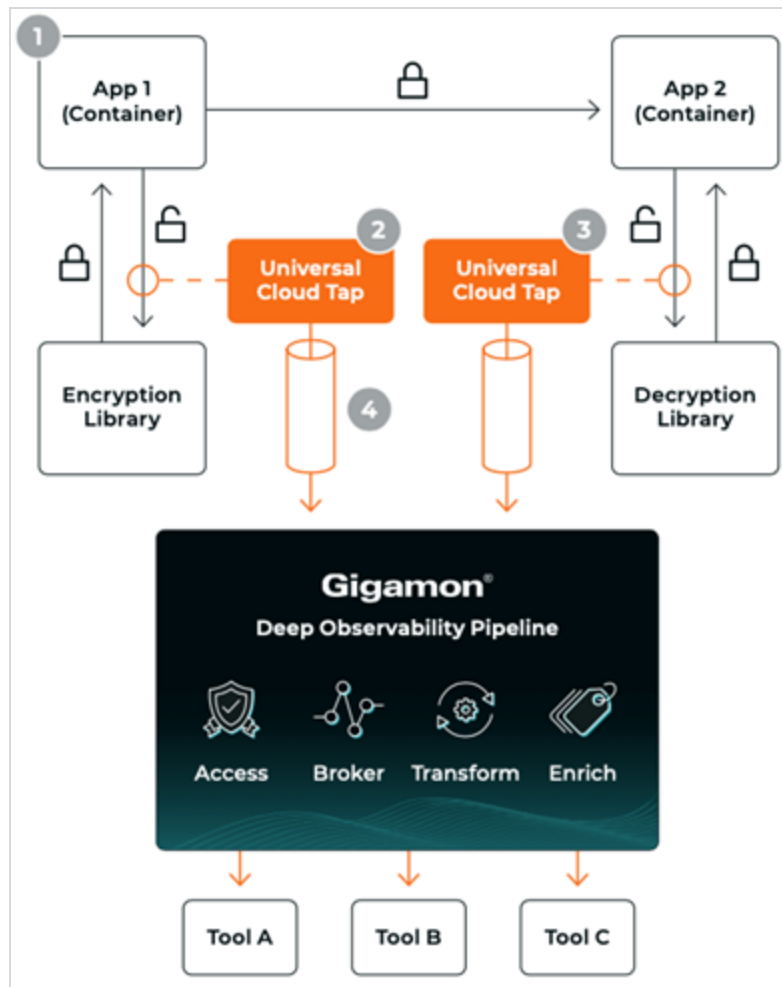 1
App 1
(Container)
App 2
(Container)
2
Universal
Cloud Tap
3
Universal
Cloud Tap
Encryption
Library
4
Decryption
Library
Gigamon®
Deep Observability Pipeline
Access
Broker
Transform
Enrich
Tool A
Tool B
Tool C